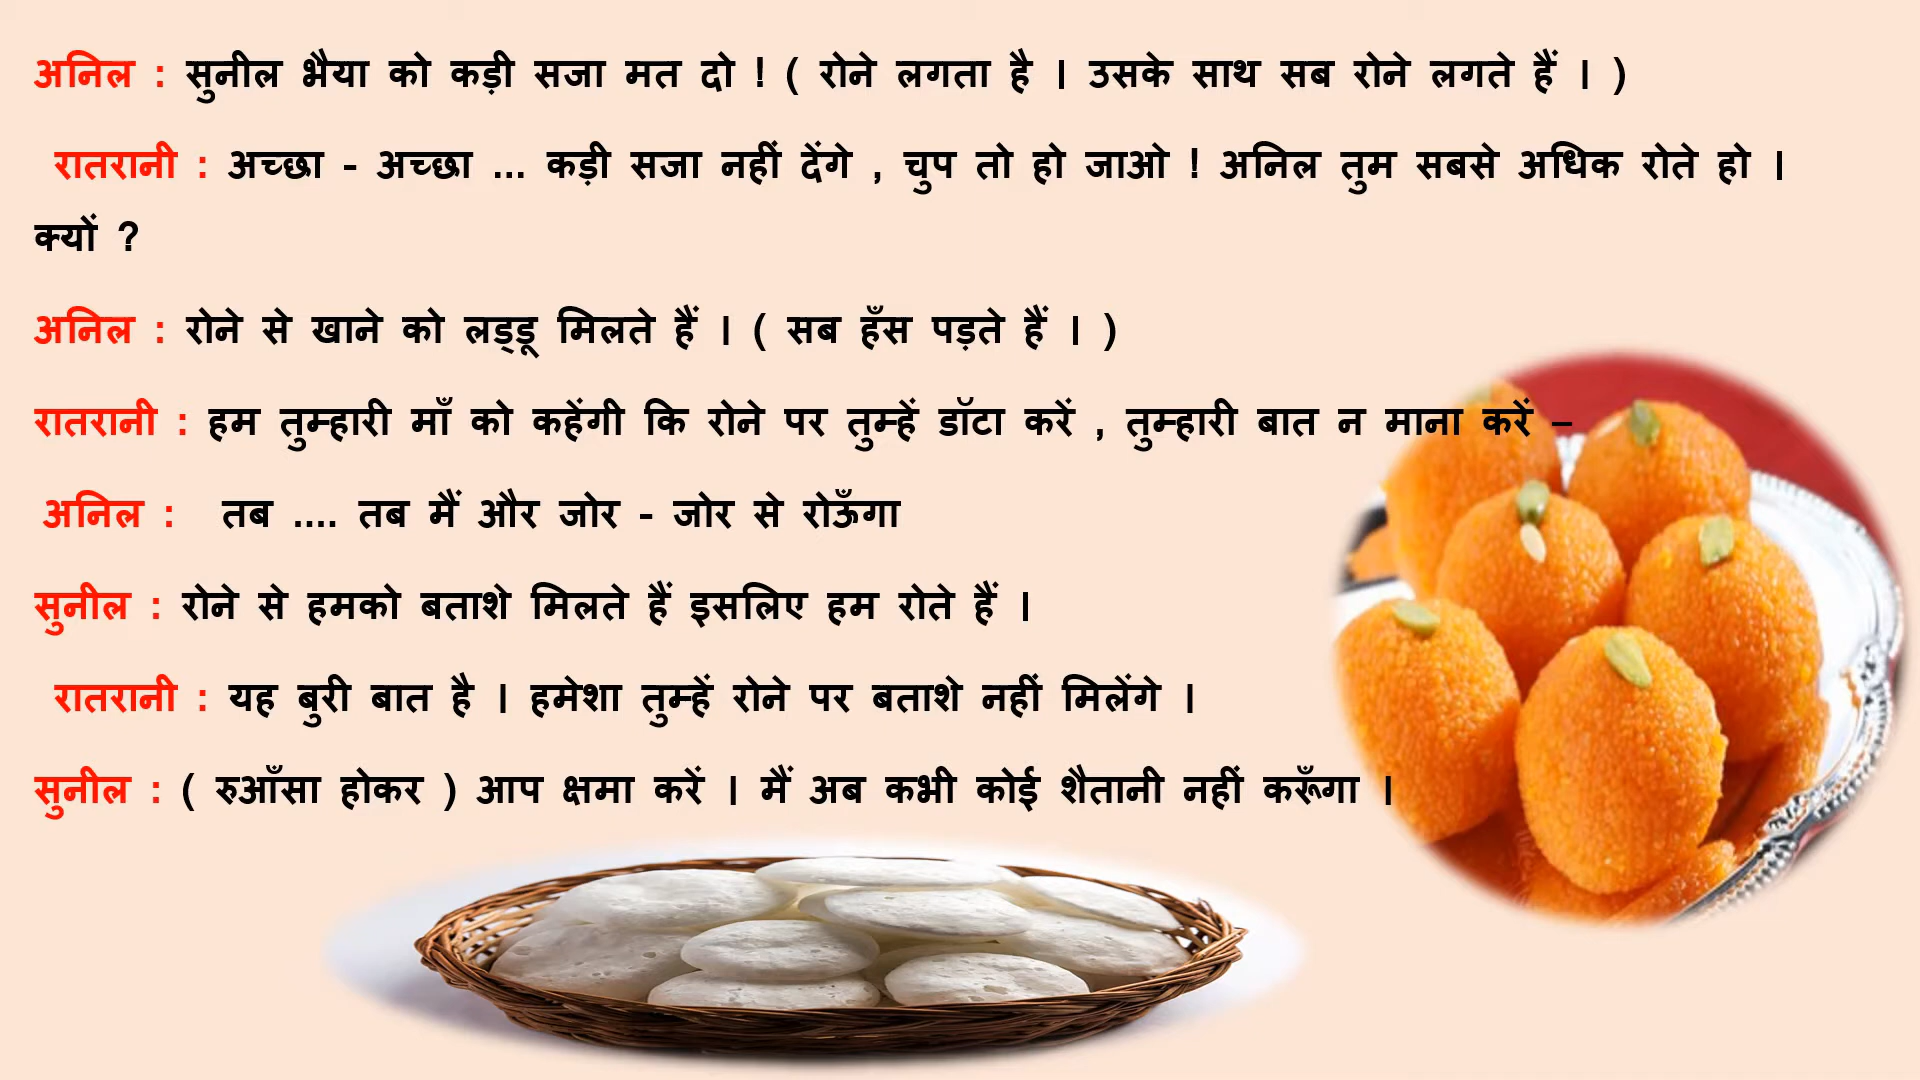 अनिल : सुनील भैया को कड़ी सजा मत दो ! ( रोने लगता है । उसके साथ सब रोने लगते हैं । )
रातरानी : अच्छा - अच्छा ... कड़ी सजा नहीं देंगे , चुप तो हो जाओ ! अनिल तुम सबसे अधिक रोते हो ।
क्यों ?
अनिल : रोने से खाने को लड्डू मिलते हैं । ( सब हँस पड़ते हैं । )
रातरानी : हम तुम्हारी माँ को कहेंगी कि रोने पर तुम्हें डॉटा करें , तुम्हारी बात न माना करें –
अनिल : तब .... तब मैं और जोर - जोर से रोऊँगा
सुनील : रोने से हमको बताशे मिलते हैं इसलिए हम रोते हैं ।
रातरानी : यह बुरी बात है । हमेशा तुम्हें रोने पर बताशे नहीं मिलेंगे ।
सुनील : ( रुआँसा होकर ) आप क्षमा करें । मैं अब कभी कोई शैतानी नहीं करूँगा ।